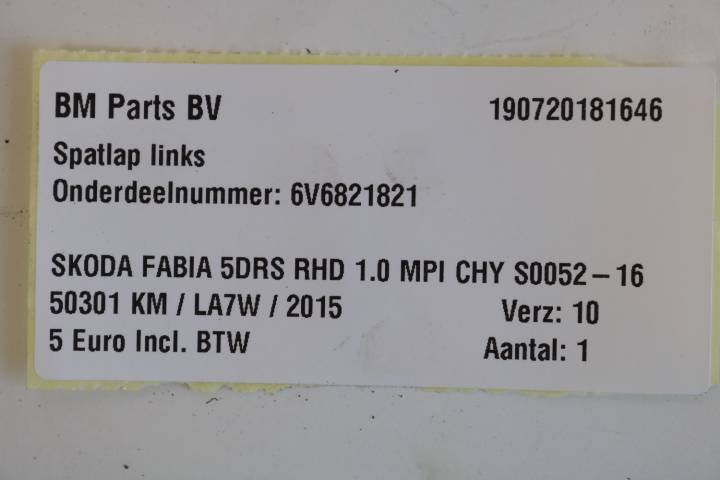 BM Parts BV 190720181646
Spatlap links
Onderdeelnummer: 6V6821821
SKODA FABIA 5DRS RHD 1.0 MPI CHY S0052-16
50301 KM / LA7W / 2015 Verz: 10
5 Euro Incl. BTW Aantal: 1